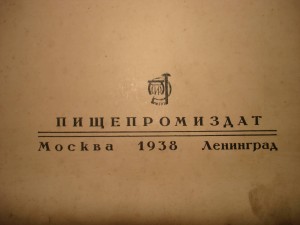 ПИЩЕПРОМИЗДАТ
Москва 1938 Ленинград